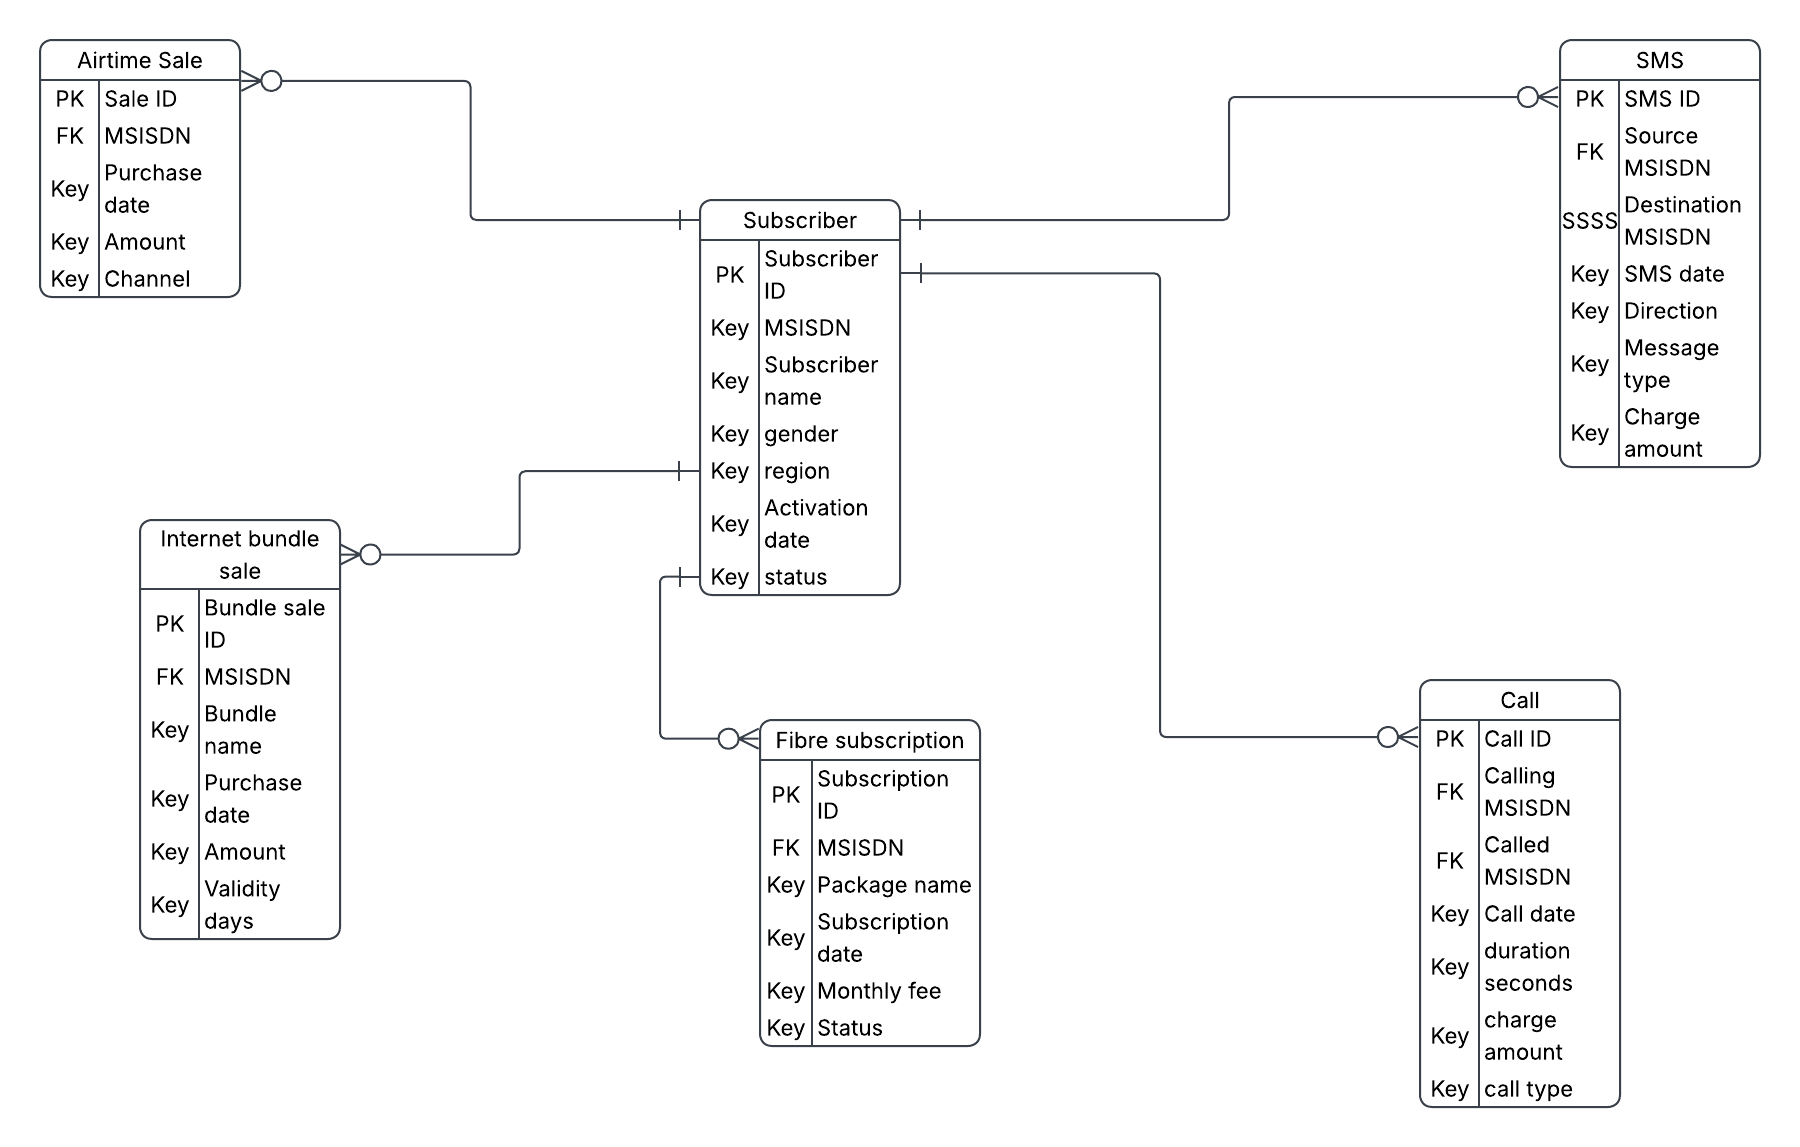 Airtime Sale
PK Sale ID
FK MSISDN
Key Purchase
date
Key Amount
Key Channel
SMS
PK SMS ID
FK Source
MSISDN
SSSS Destination
MSISDN
Key SMS date
Key Direction
Key Message
type
Key Charge
amount
Subscriber
PK Subscriber
ID
Key MSISDN
Key Subscriber
name
Key gender
Key region
Key Activation
date
Key status
Internet bundle
sale
PK Bundle sale
ID
FK MSISDN
Key Bundle
name
Key Purchase
date
Key Amount
Key Validity
days
Fibre subscription
PK Subscription
ID
FK MSISDN
Key Package name
Key Subscription
date
Key Monthly fee
Key Status
Call
PK Call ID
FK Calling
MSISDN
FK Called
MSISDN
Key Call date
Key duration
seconds
Key charge
amount
Key call type